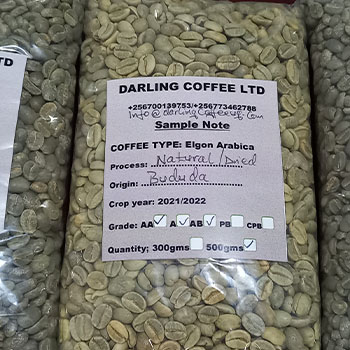 DARLING COFFEE LTD
+256700139753/+256773462788
Info@darlingcoffeeug.com
Sample Note
COFFEE TYPE: Elgon Arabica
Process: Natural/Dried
Origin: Bududa
Crop year: 2021/2022
Grade: AA ✓ A ✓ AB ✓ PB CPB
Quantity; 300gms 500gms ✓
TD